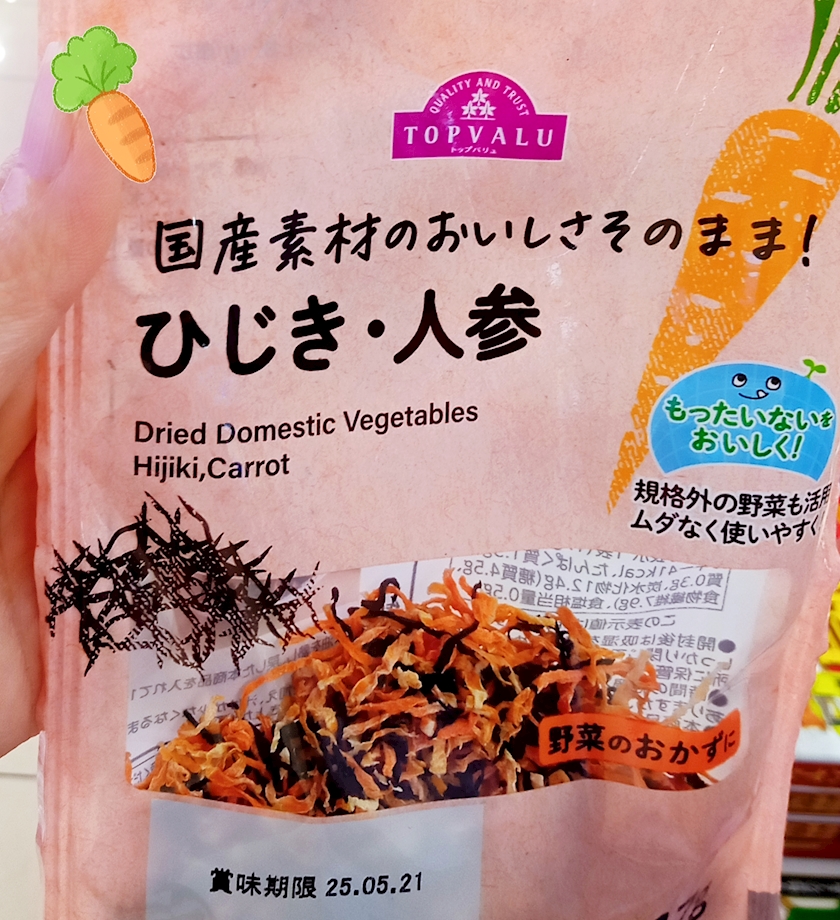 QUALITY AND TRUST
TOPVALU
トップバリュ
国産素材のおいしさそのまま!
ひじき・人参
Dried Domestic Vegetables
Hijiki,Carrot
もったいないを
おいしく!
規格外の野菜も活用
ムダなく使いやすく
野菜のおかずに
賞味期限 25.05.21